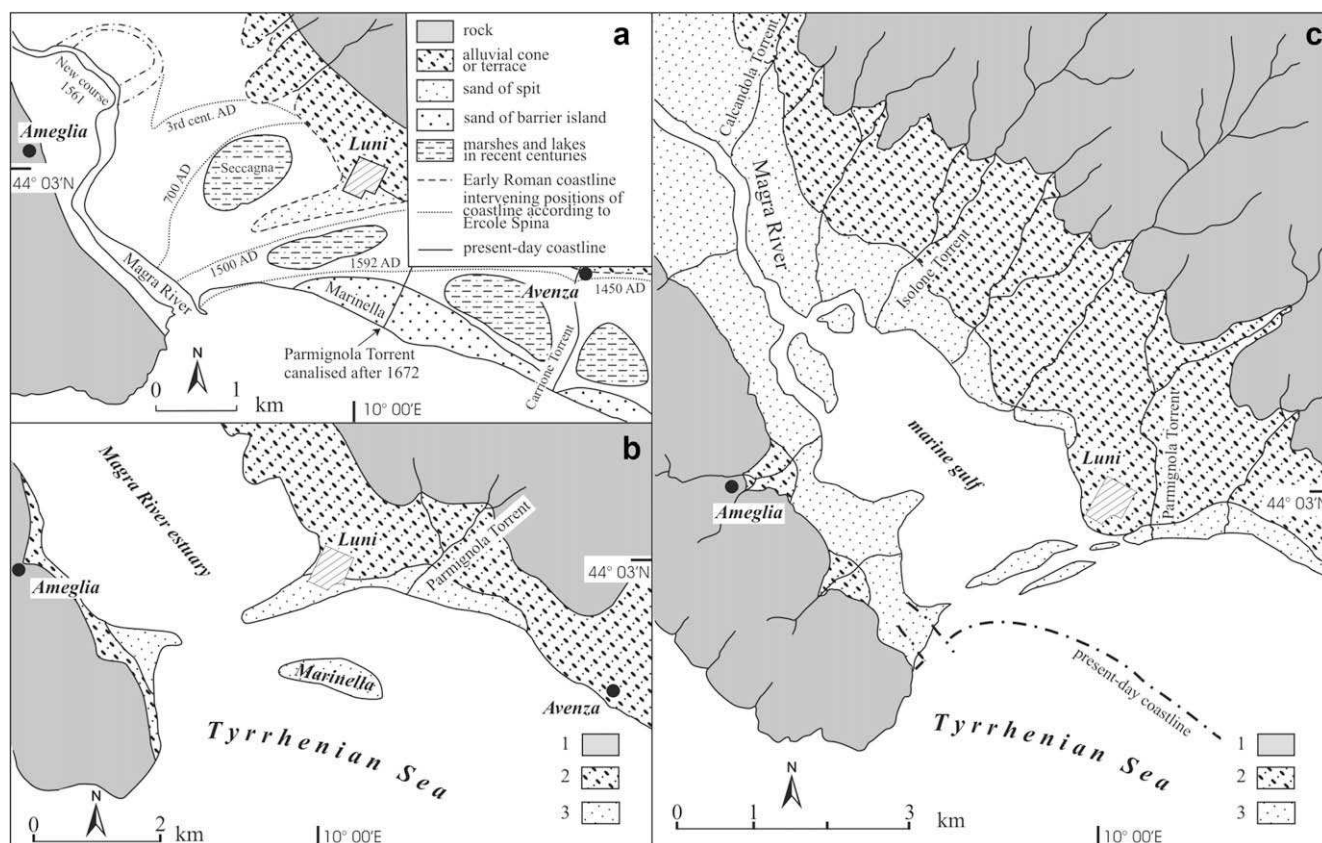 a
rock
alluvial cone
or terrace
sand of spit
sand of barrier island
marshes and lakes
in recent centuries
Early Roman coastline
intervening positions of
coastline according to
Ercole Spina
present-day coastline
New course
1561
Ameglia
44° 03'N
3rd cent. AD
700 AD
Seccagna
Luni
1500 AD
1592 AD
Magra River
Marinella
Avenza
1450 AD
Parmignola Torrent
canalised after 1672
Carrione Torrent
N
0 1
km
10° 00'E
b
Magra River estuary
Luni
Parmignola Torrent
44° 03'N
Ameglia
Marinella
Avenza
Tyrrhenian Sea
1
2
3
N
0 2
km
10° 00'E
c
Calcandola Torrent
Magra River
Isolone Torrent
marine gulf
Luni
Parmignola Torrent
44° 03'N
Ameglia
present-day coastline
Tyrrhenian Sea
1
2
3
N
0 1 3
km
10° 00'E